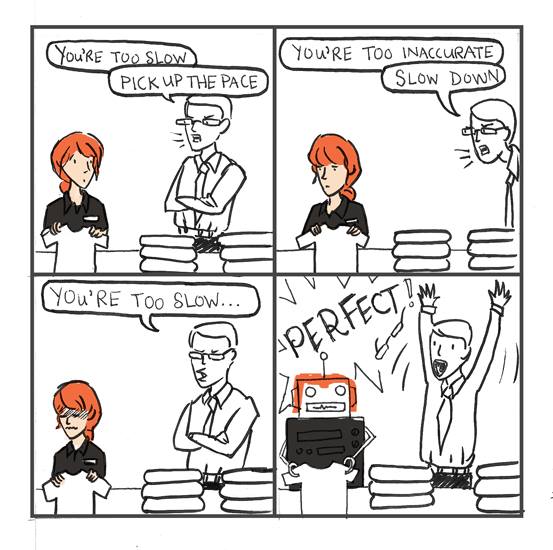 YOU'RE TOO SLOW
PICK UP THE PACE
YOU'RE TOO INACCURATE
SLOW DOWN
YOU'RE TOO SLOW...
PERFECT!